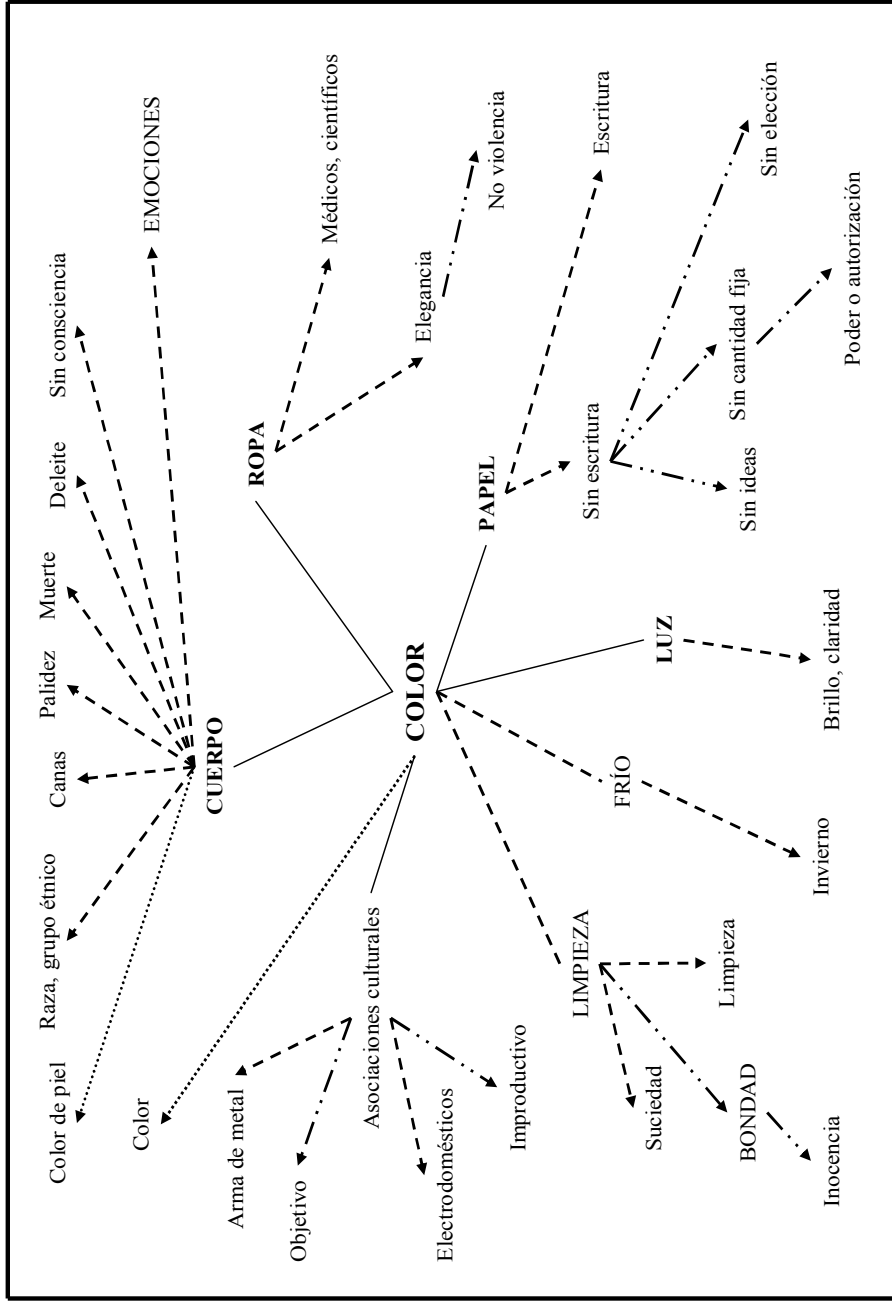 Color de piel
Raza, grupo étnico
Canas
Palidez
Muerte
Deleite
Sin consciencia
EMOCIONES
Color
CUERPO
ROPA
Médicos, científicos
Arma de metal
Objetivo
Asociaciones culturales
Electrodomésticos
Improductivo
COLOR
Elegancia
No violencia
PAPEL
Escritura
Sin escritura
LIMPIEZA
FRÍO
LUZ
Suciedad
Limpieza
BONDAD
Inocencia
Invierno
Brillo, claridad
Sin ideas
Sin cantidad fija
Sin elección
Poder o autorización